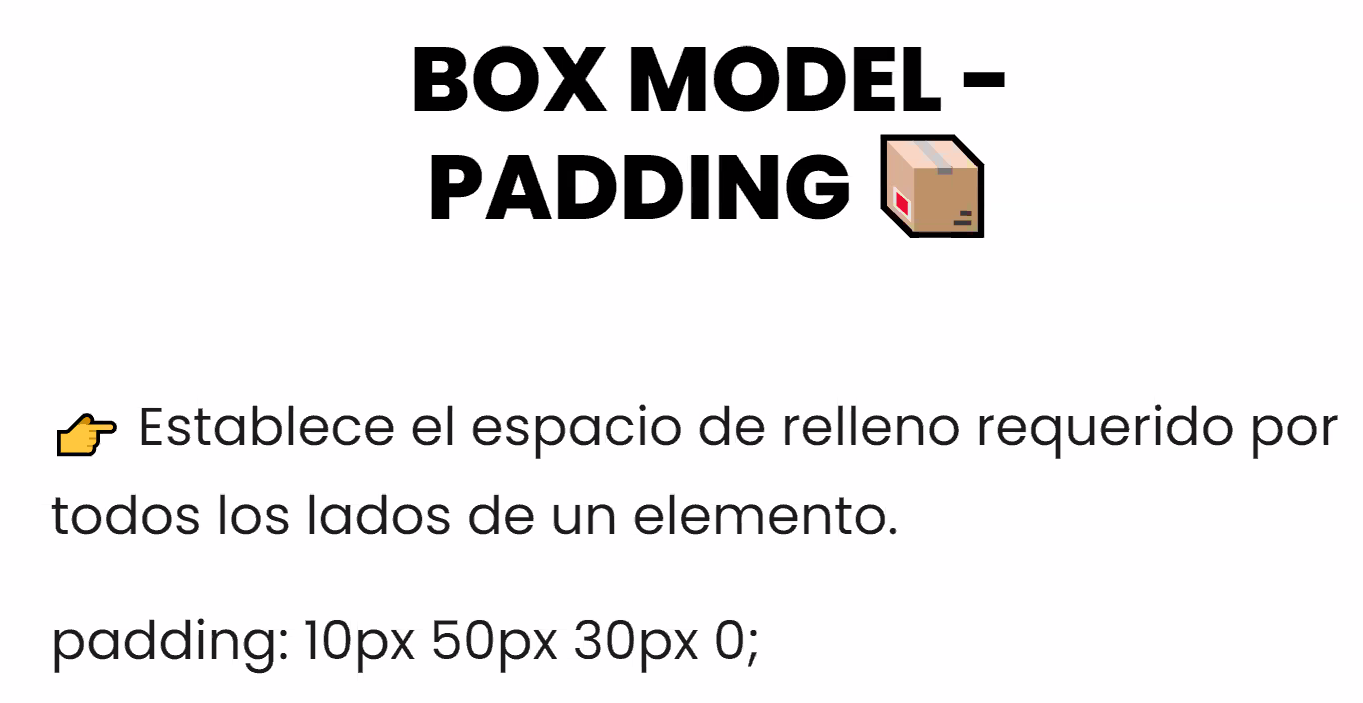 BOX MODEL -
PADDING 📦
👉 Establece el espacio de relleno requerido por
todos los lados de un elemento.
padding: 10px 50px 30px 0;